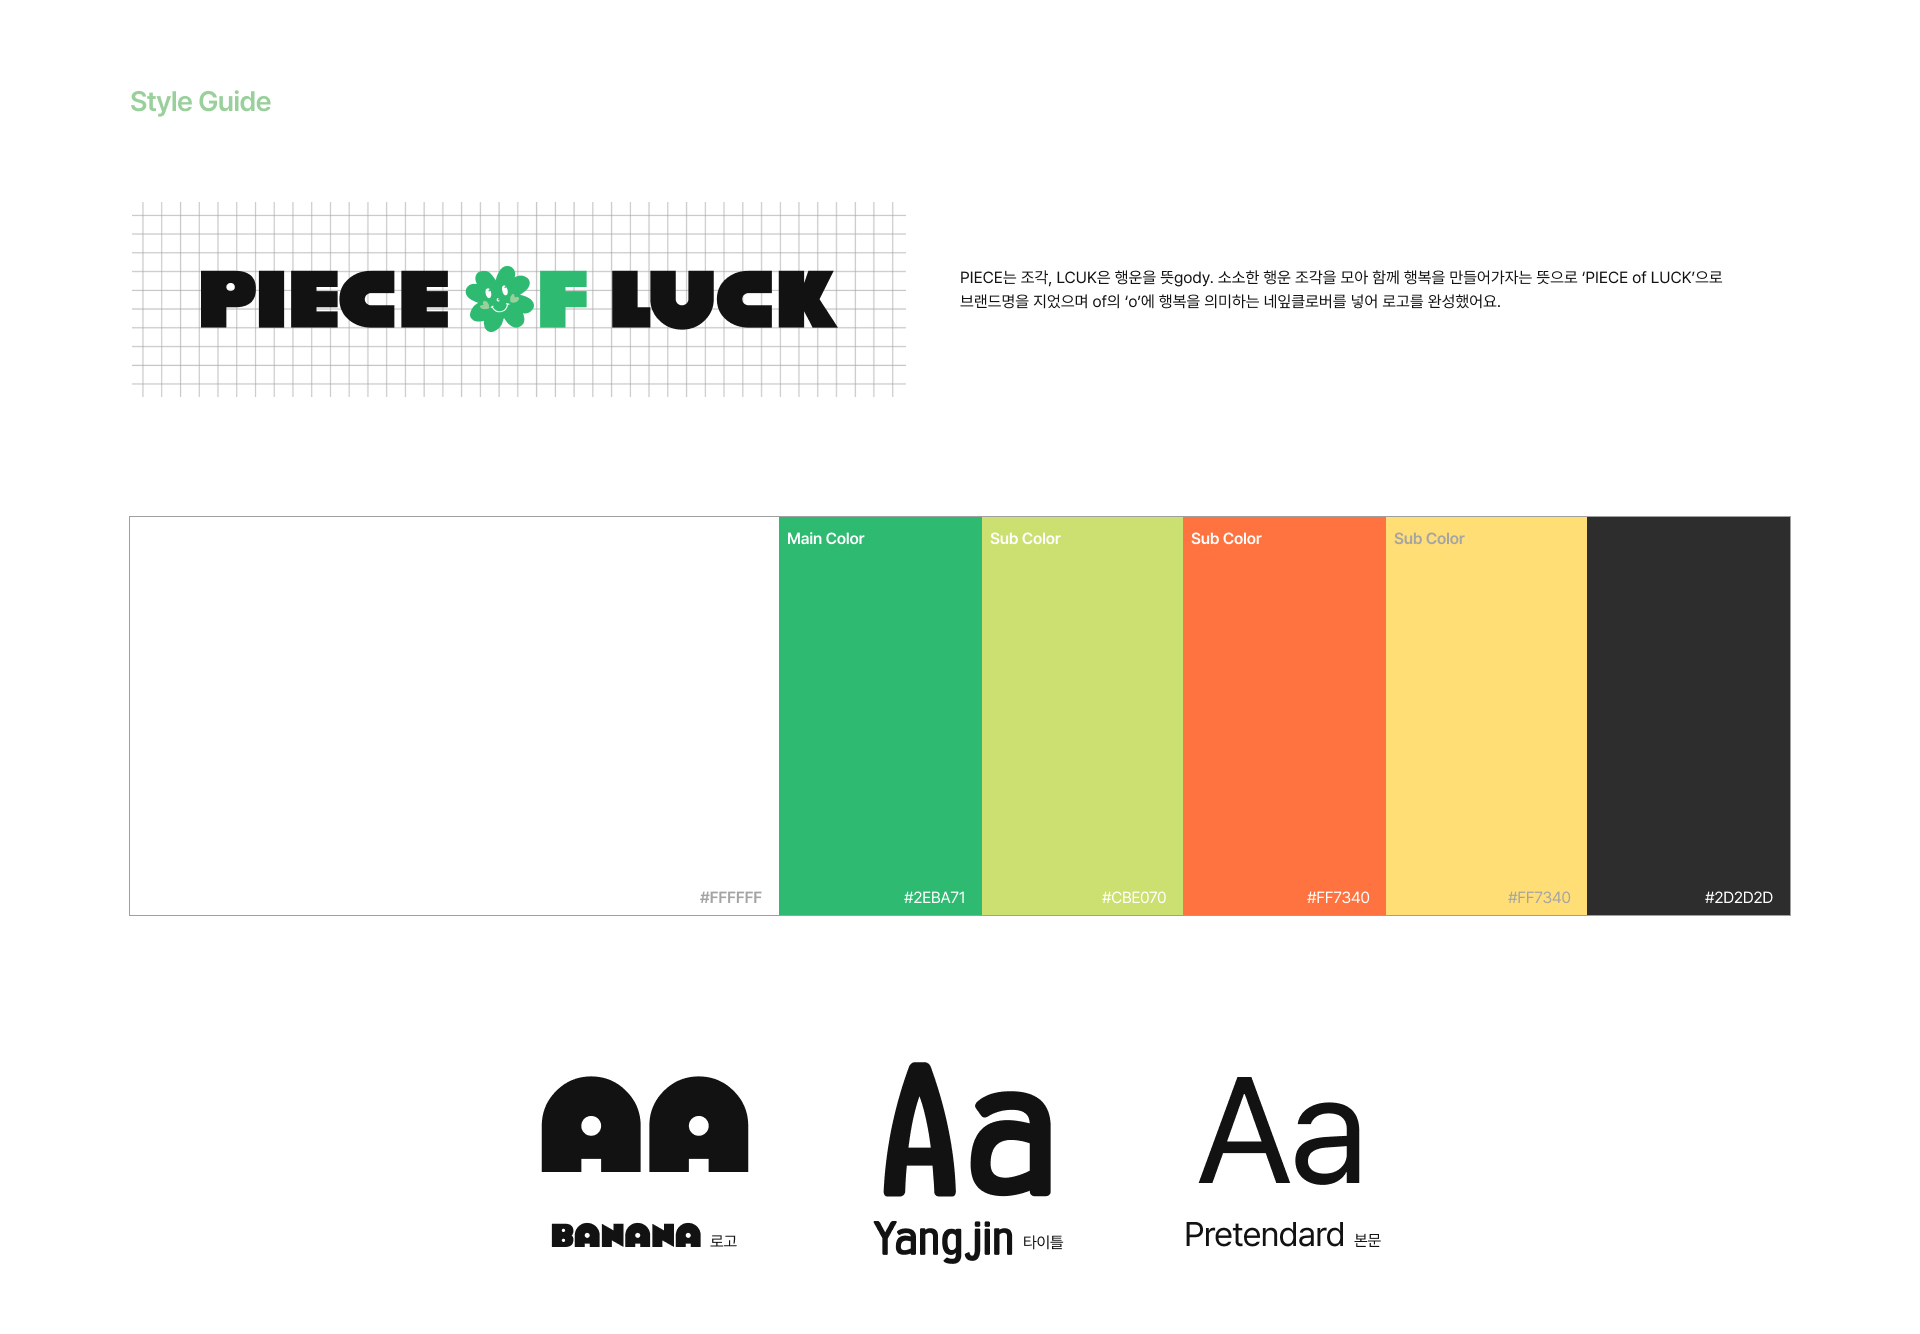 Style Guide
PIECE OF LUCK
PIECE는 조각, LCUK은 행운을 뜻gody. 소소한 행운 조각을 모아 함께 행복을 만들어가자는 뜻으로 ‘PIECE of LUCK’으로
브랜드명을 지었으며 of의 ‘o’에 행복을 의미하는 네잎클로버를 넣어 로고를 완성했어요.
Main Color
Sub Color
Sub Color
Sub Color
#FFFFFF
#2EBA71
#CBE070
#FF7340
#FF7340
#2D2D2D
AA
Aa
Aa
BANANA 로고
Yangjin 타이틀
Pretendard 본문